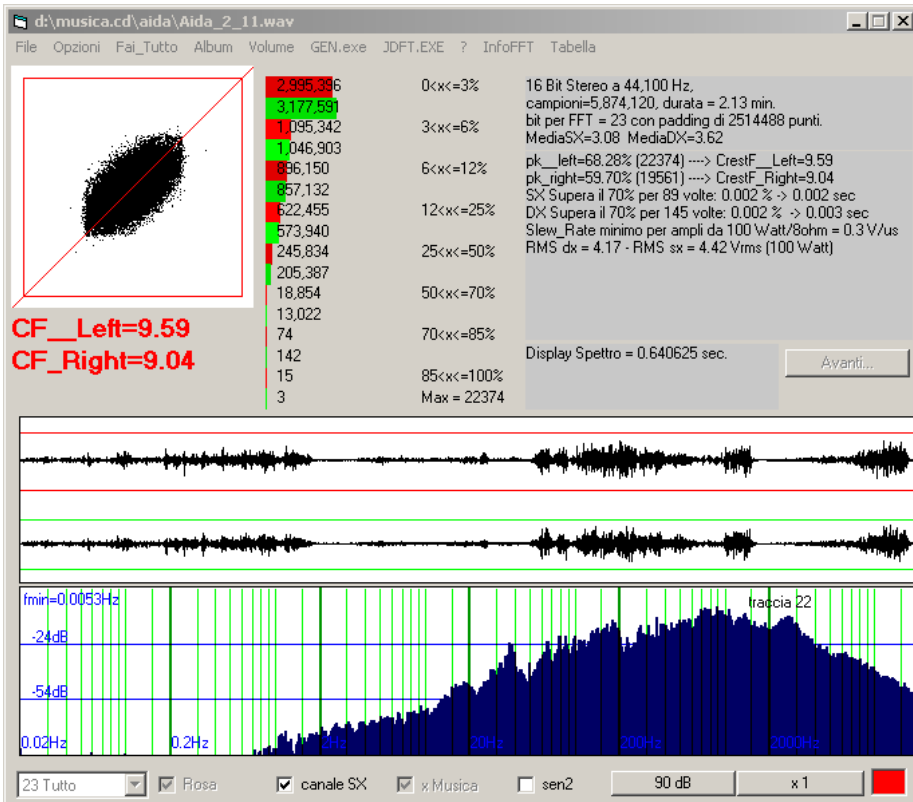 d:\musica.cd\aida\Aida_2_11.wav
File Opzioni Fai_Tutto Album Volume GEN.exe JDFT.EXE ? InfoFFT Tabella
2,995,396 0<x<=3%
3,177,591
1,095,342 3<x<=6%
1,046,903
896,150 6<x<=12%
857,132
622,455 12<x<=25%
573,940
245,834 25<x<=50%
205,387
18,854 50<x<=70%
13,022
74 70<x<=85%
142
15 85<x<=100%
3 Max = 22374
CF__Left=9.59
CF_Right=9.04
16 Bit Stereo a 44,100 Hz,
campioni=5,874,120, durata = 2.13 min.
bit per FFT = 23 con padding di 2514488 punti.
MediaSX=3.08 MediaDX=3.62
pk__left=68.28% (22374) ----> CrestF__Left=9.59
pk_right=59.70% (19561) ----> CrestF_Right=9.04
SX Supera il 70% per 89 volte: 0.002 % -> 0.002 sec
DX Supera il 70% per 145 volte: 0.002 % -> 0.003 sec
Slew_Rate minimo per ampli da 100 Watt/8ohm = 0.3 V/us
RMS dx = 4.17 - RMS sx = 4.42 Vrms (100 Watt)
Display Spettro = 0.640625 sec.
Avanti...
fmin=0.0053Hz
traccia 22
-24dB
-54dB
0.02Hz 0.2Hz 2Hz 20Hz 200Hz 2000Hz
23 Tutto Rosa canale SX x Musica sen2 90 dB x 1